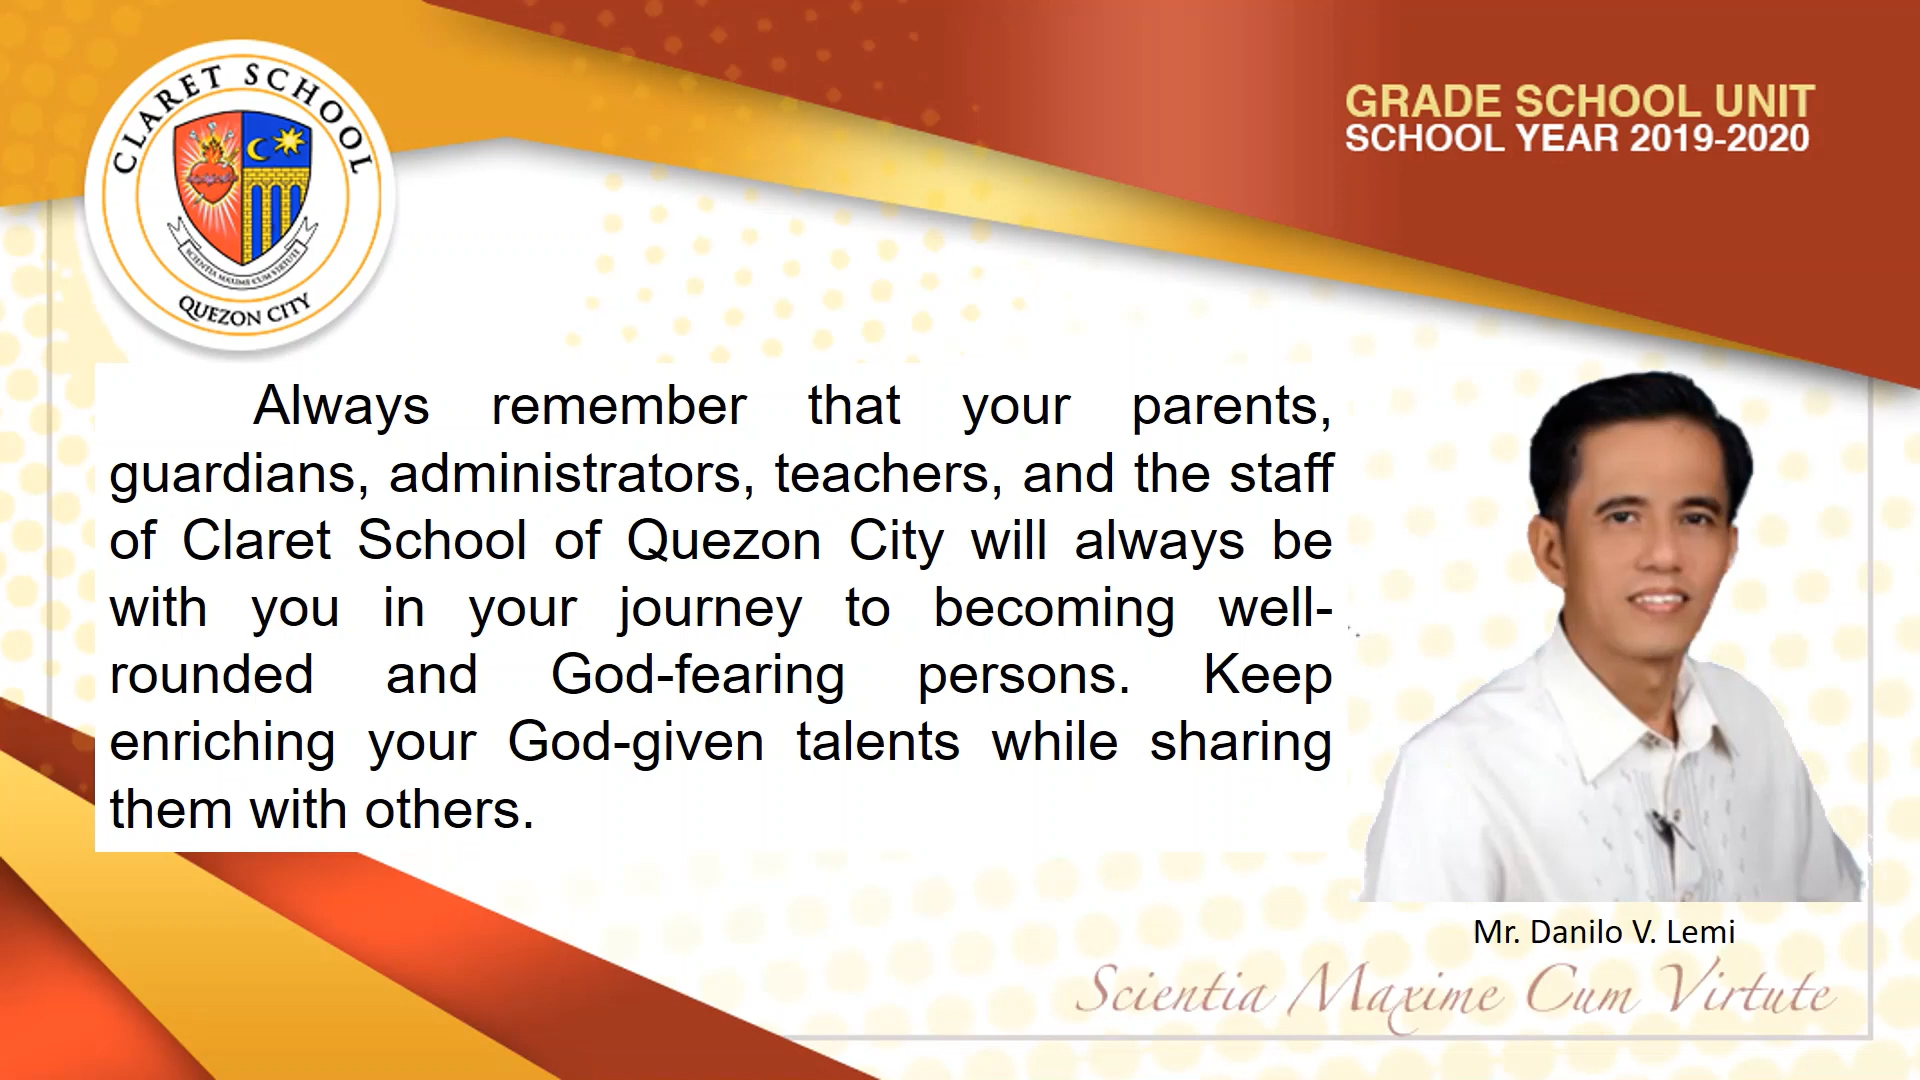 CLARET SCHOOL
SCIENTIA MAXIME CUM VIRTUTE
QUEZON CITY
GRADE SCHOOL UNIT
SCHOOL YEAR 2019-2020
Always remember that your parents,
guardians, administrators, teachers, and the staff
of Claret School of Quezon City will always be
with you in your journey to becoming well-
rounded and God-fearing persons. Keep
enriching your God-given talents while sharing
them with others.
Mr. Danilo V. Lemi
Scientia Maxime Cum Virtute